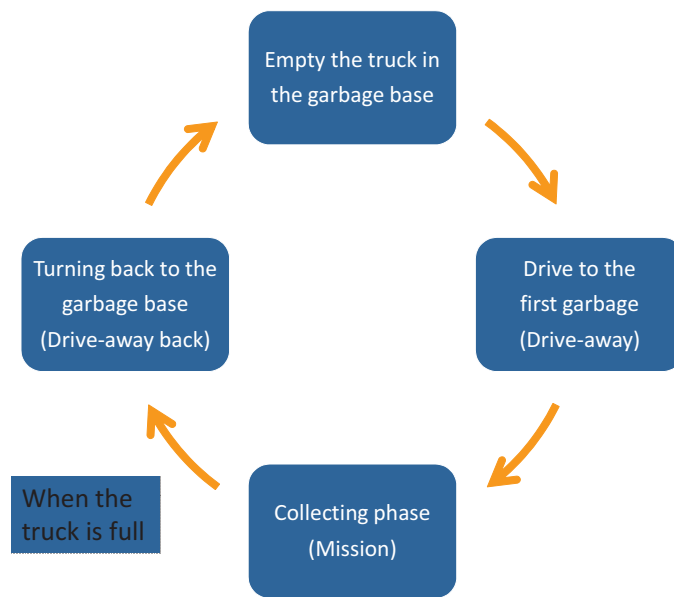 Empty the truck in
the garbage base
Drive to the
first garbage
(Drive-away)
Collecting phase
(Mission)
When the
truck is full
Turning back to the
garbage base
(Drive-away back)